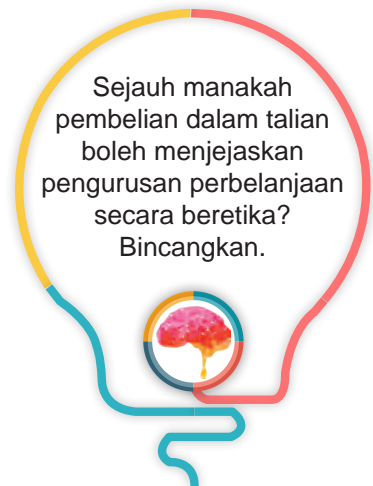 Sejauh manakah
pembelian dalam talian
boleh menjejaskan
pengurusan perbelanjaan
secara beretika?
Bincangkan.